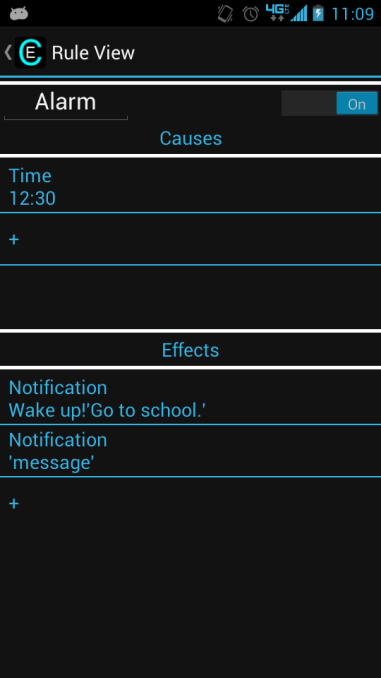 4G 11:09
E Rule View
Alarm On
Causes
Time
12:30
+
Effects
Notification
Wake up!'Go to school.'
Notification
'message'
+